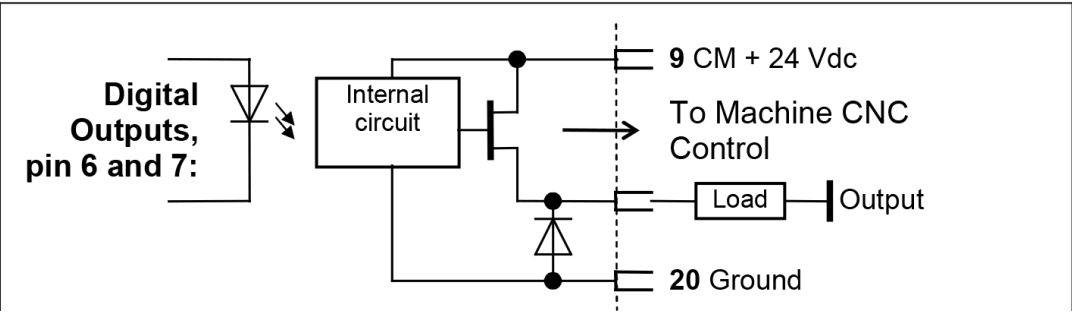 Digital
Outputs,
pin 6 and 7:
Internal
circuit
9 CM + 24 Vdc
To Machine CNC
Control
Load
Output
20 Ground